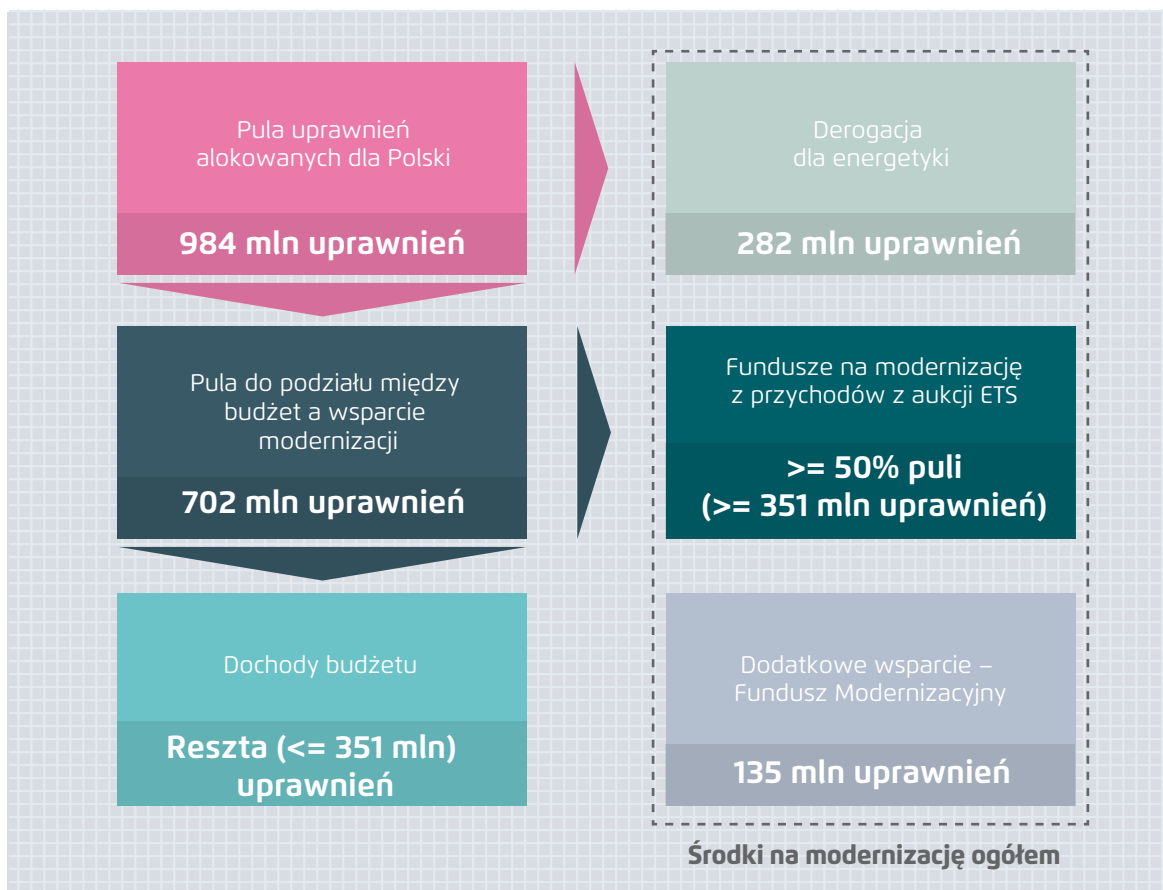 Pula uprawnień
alokowanych dla Polski
984 mln uprawnień
Derogacja
dla energetyki
282 mln uprawnień
Pula do podziału między
budżet a wsparcie
modernizacji
702 mln uprawnień
Fundusze na modernizację
z przychodów z aukcji ETS
>= 50% puli
(>= 351 mln uprawnień)
Dochody budżetu
Reszta (<= 351 mln)
uprawnień
Dodatkowe wsparcie –
Fundusz Modernizacyjny
135 mln uprawnień
Środki na modernizację ogółem